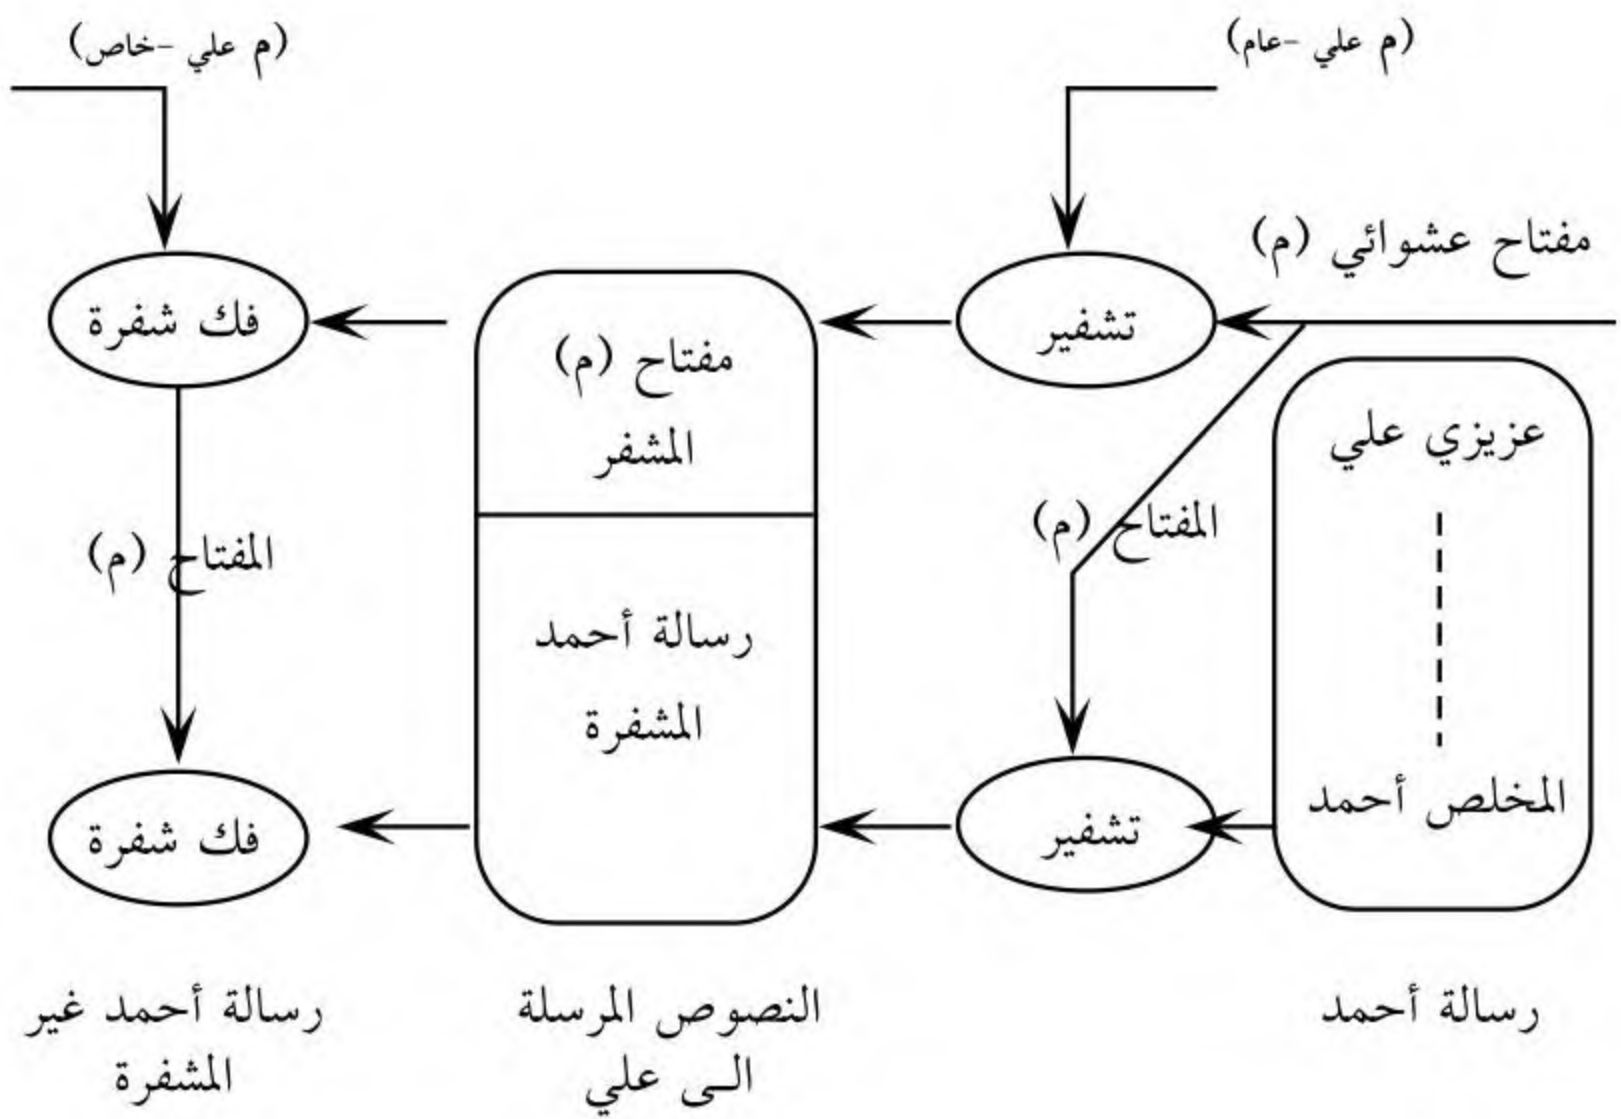 (م علي -عام)
(م علي -خاص)
مفتاح عشوائي (م)
تشفير
مفتاح (م)
المشفر
فك شفرة
عزيزي علي
المفتاح (م)
المفتاح (م)
رسالة أحمد
المشفرة
المخلص أحمد
تشفير
فك شفرة
رسالة أحمد
النصوص المرسلة
الـى علي
رسالة أحمد غير
المشفرة